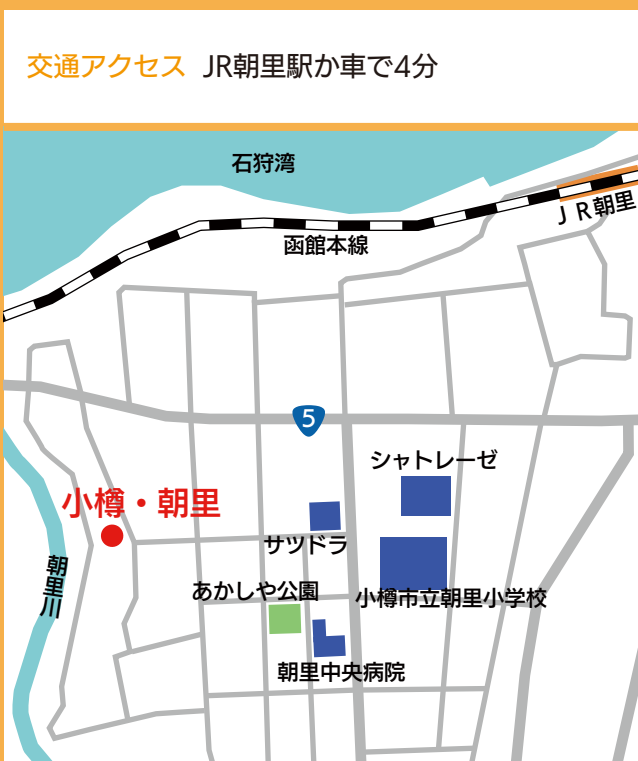 交通アクセス JR朝里駅か車で4分
石狩湾
JR朝里
函館本線
5
シャトレーゼ
小樽・朝里
サツドラ
朝里川
あかしや公園
小樽市立朝里小学校
朝里中央病院